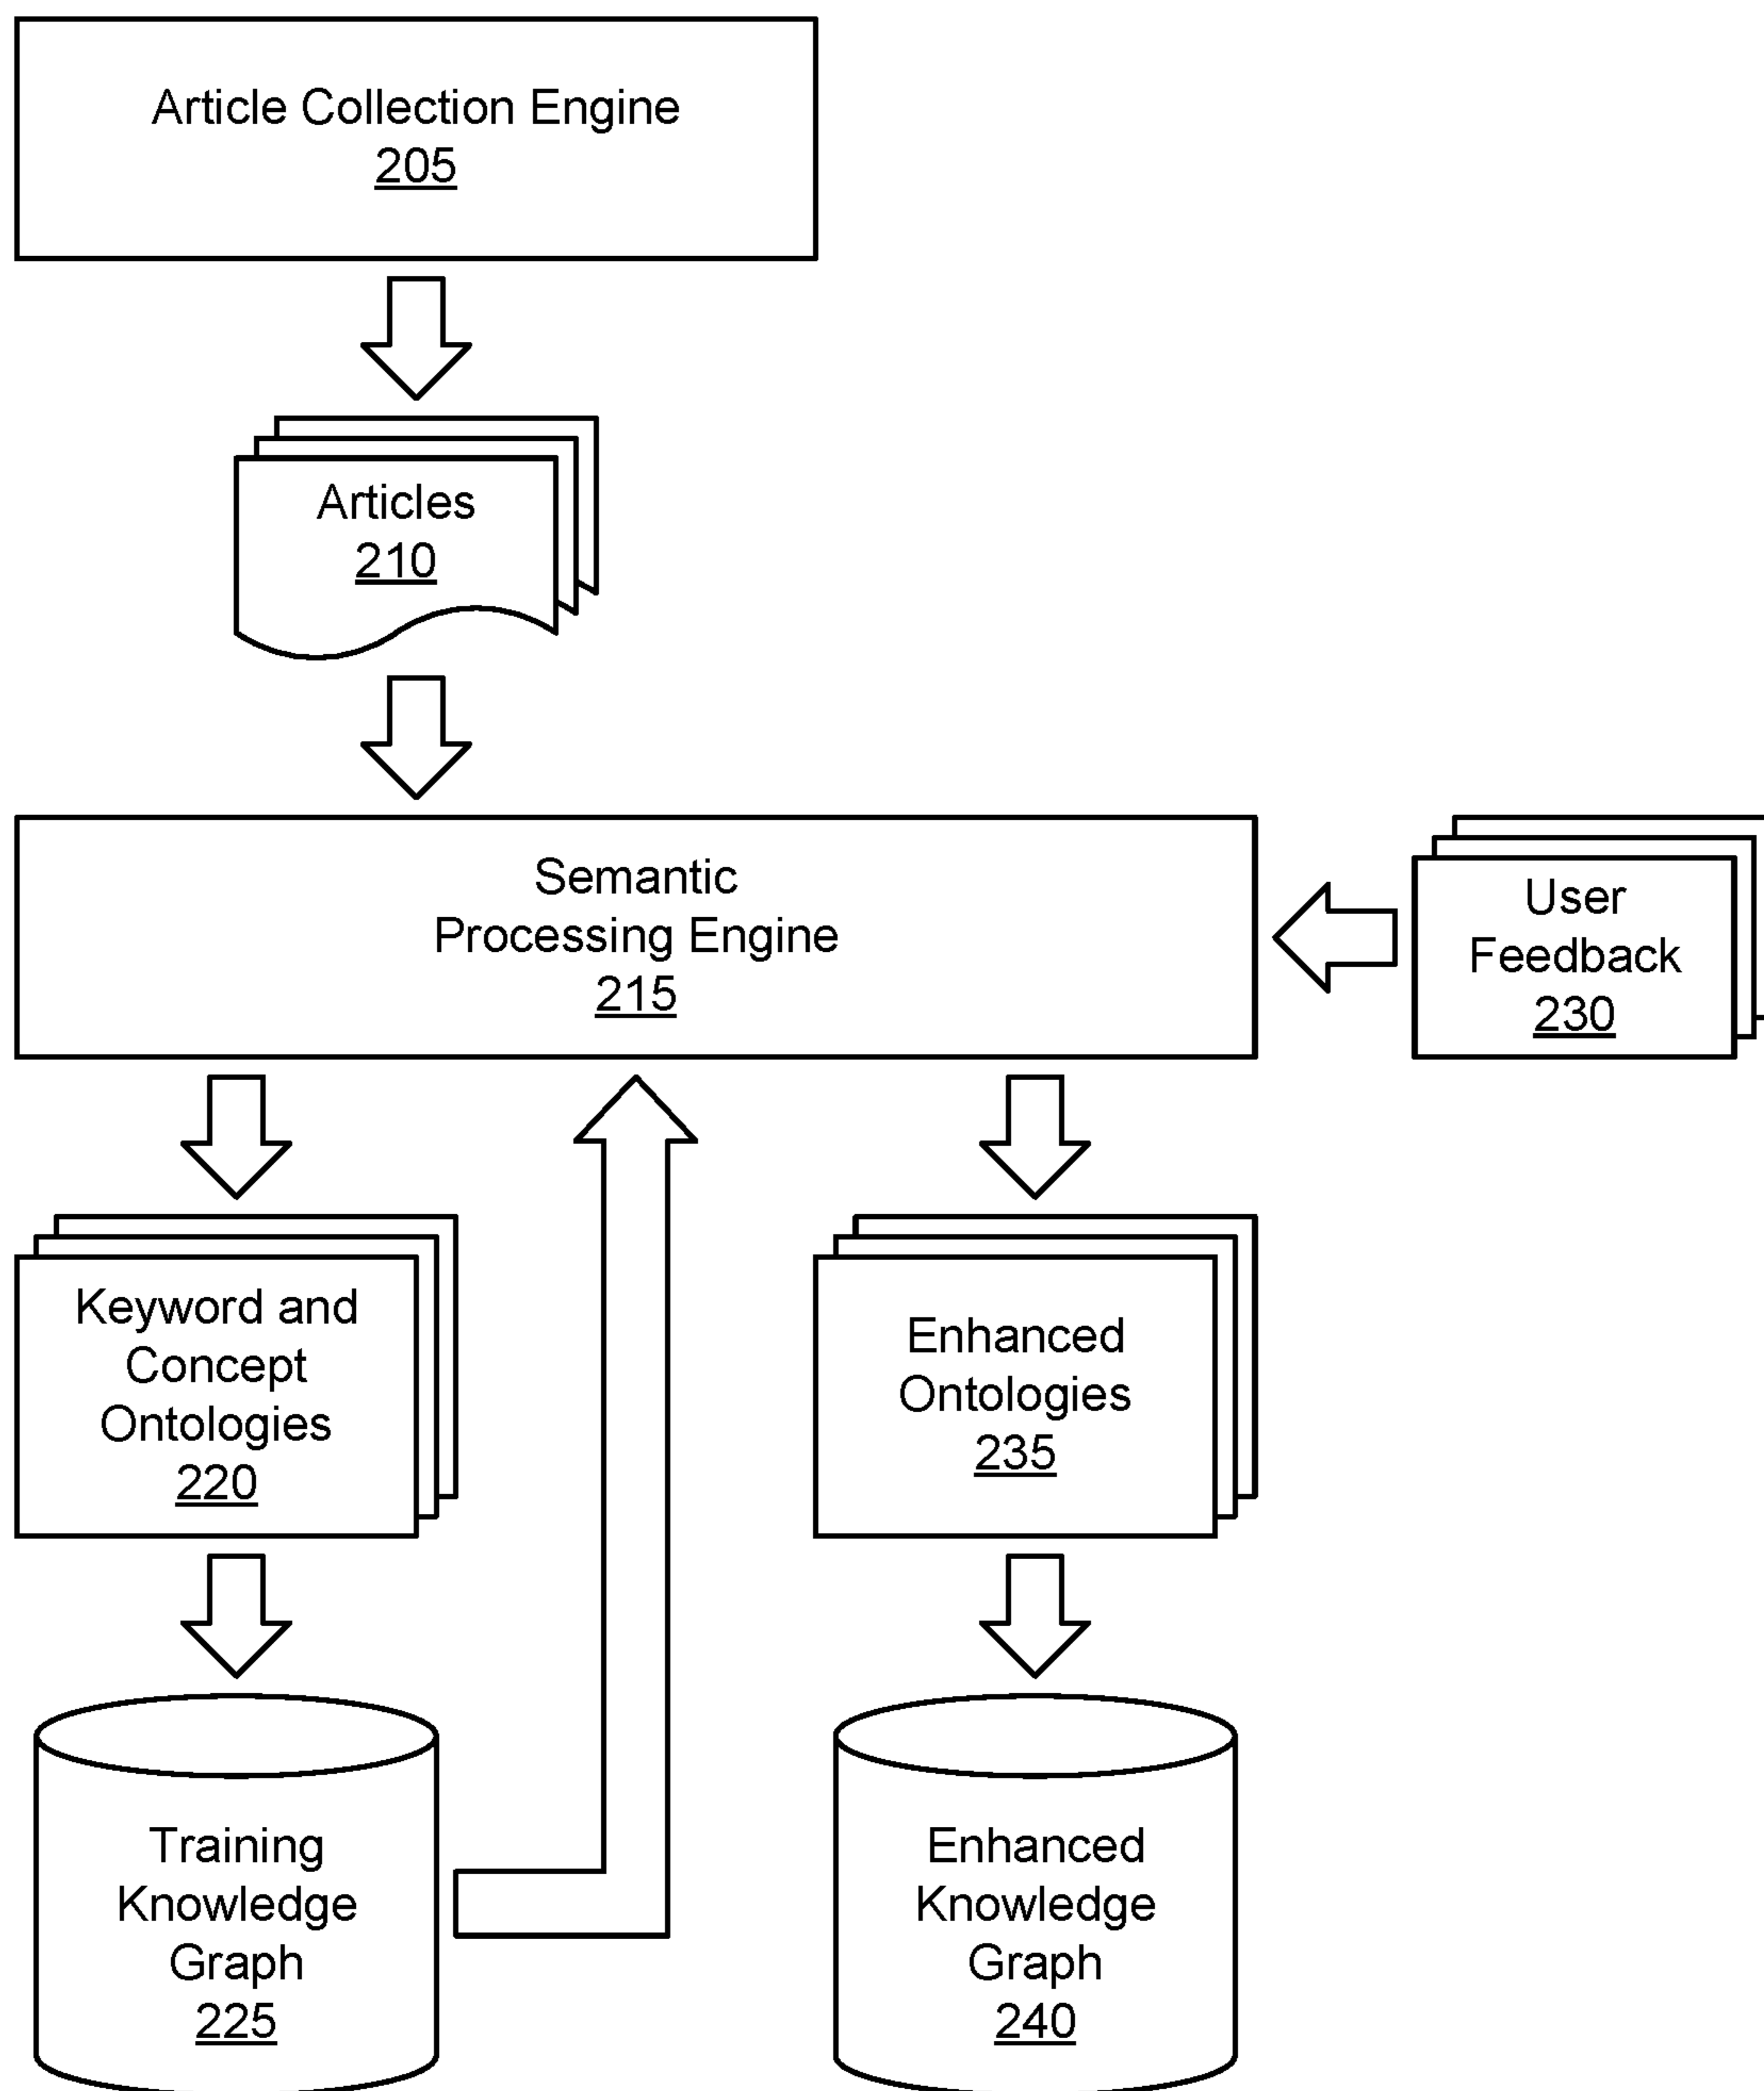 Article Collection Engine
205
Articles
210
Semantic
Processing Engine
215
User
Feedback
230
Keyword and
Concept
Ontologies
220
Enhanced
Ontologies
235
Training
Knowledge
Graph
225
Enhanced
Knowledge
Graph
240